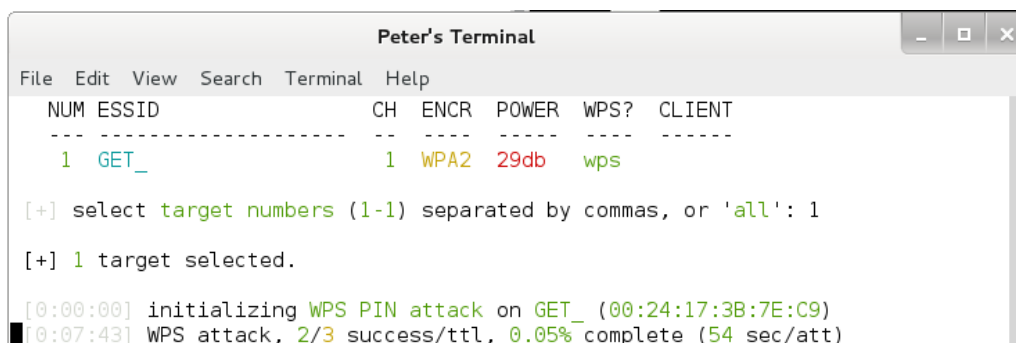 Peter's Terminal
File Edit View Search Terminal Help
NUM ESSID CH ENCR POWER WPS? CLIENT
--- -------------------- -- ---- ----- ---- ------
1 GET_ 1 WPA2 29db wps
[+] select target numbers (1-1) separated by commas, or 'all': 1
[+] 1 target selected.
[0:00:00] initializing WPS PIN attack on GET_ (00:24:17:3B:7E:C9)
[0:07:43] WPS attack, 2/3 success/ttl, 0.05% complete (54 sec/att)